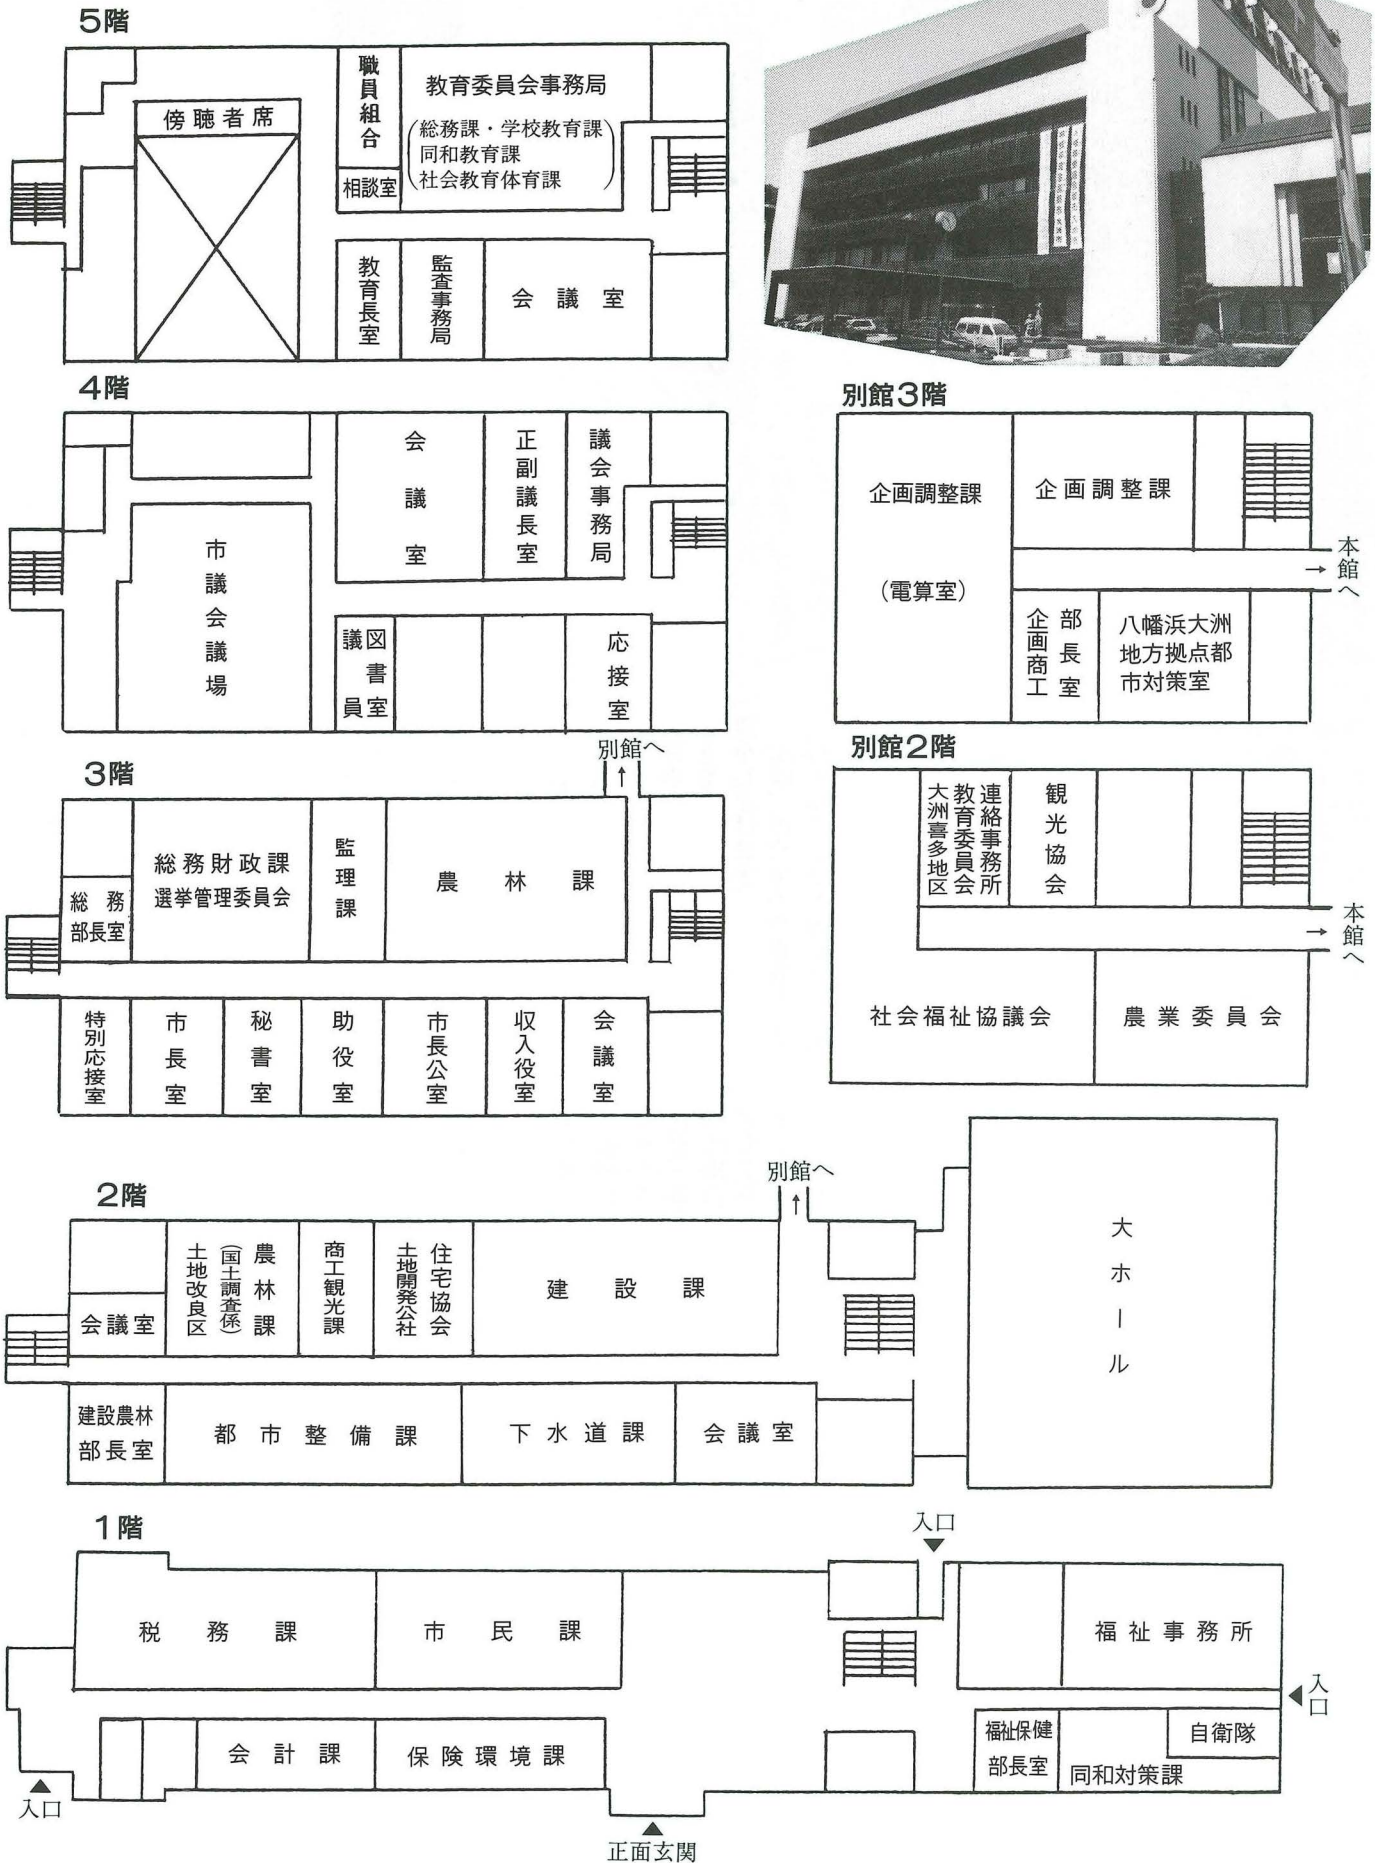 5階
職員組合
教育委員会事務局
(総務課・学校教育課
同和教育課
社会教育体育課)
傍聴者席
相談室
教育長室
監査事務局
会議室
4階
会議室
正副議長室
議会事務局
市議会議場
議員
図書室
応接室
別館3階
企画調整課
(電算室)
企画調整課
本館へ
→
企画商工
部長室
八幡浜大洲
地方拠点都
市対策室
3階
別館へ
↑
総務財政課
選挙管理委員会
監理課
農林課
総務
部長室
特別応接室
市長室
秘書室
助役室
市長公室
収入役室
会議室
別館2階
大洲喜多地区
教育委員会
連絡事務所
観光協会
本館へ
→
社会福祉協議会
農業委員会
2階
別館へ
↑
農林課
(国土調査係)
土地改良区
商工観光課
住宅協会
土地開発公社
建設課
会議室
大ホール
建設農林
部長室
都市整備課
下水道課
会議室
1階
入口
税務課
市民課
福祉事務所
入口
会計課
保険環境課
福祉保健
部長室
自衛隊
同和対策課
入口
正面玄関